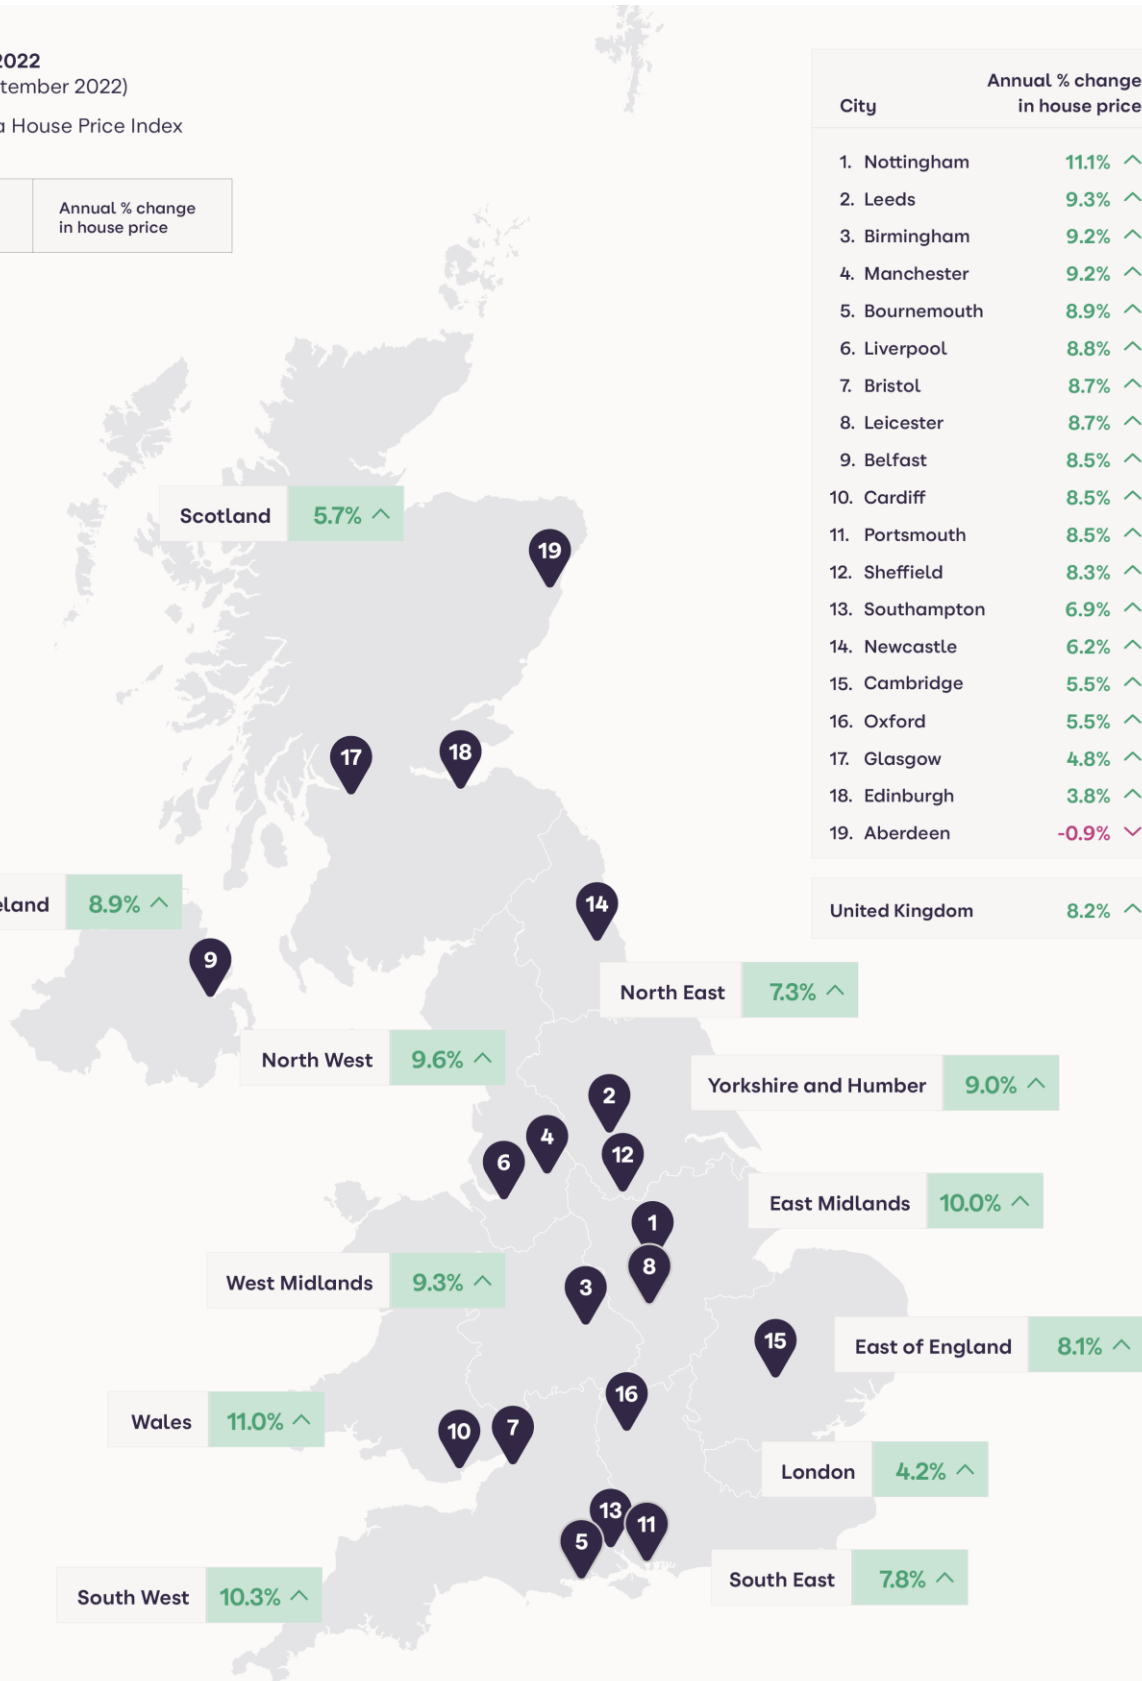 2022
tember 2022)
a House Price Index
Annual % change
in house price
City
Annual % change
in house price
1. Nottingham 11.1%
2. Leeds 9.3%
3. Birmingham 9.2%
4. Manchester 9.2%
5. Bournemouth 8.9%
6. Liverpool 8.8%
7. Bristol 8.7%
8. Leicester 8.7%
9. Belfast 8.5%
10. Cardiff 8.5%
11. Portsmouth 8.5%
12. Sheffield 8.3%
13. Southampton 6.9%
14. Newcastle 6.2%
15. Cambridge 5.5%
16. Oxford 5.5%
17. Glasgow 4.8%
18. Edinburgh 3.8%
19. Aberdeen -0.9%
United Kingdom 8.2%
Scotland 5.7%
19
17
18
eland 8.9%
14
9
North East 7.3%
North West 9.6%
Yorkshire and Humber 9.0%
2
4
12
6
East Midlands 10.0%
1
8
West Midlands 9.3%
3
15
East of England 8.1%
16
Wales 11.0%
10
7
London 4.2%
13
11
5
South East 7.8%
South West 10.3%